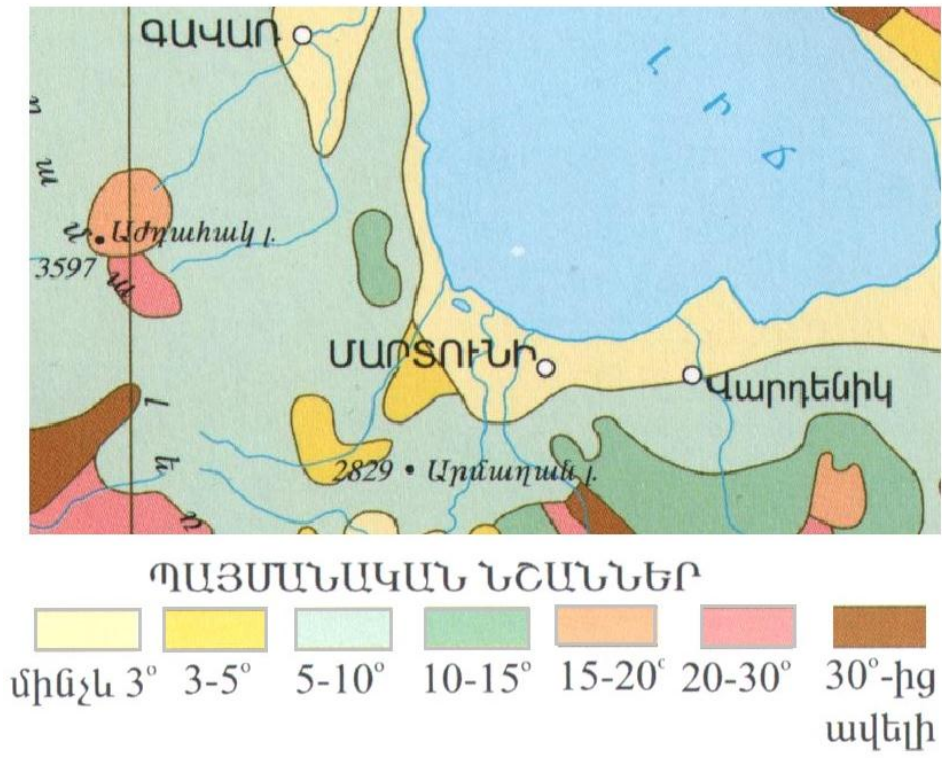 ԳԱՎԱՌ
Լ
Ի
Ճ
Աժդահակ լ.
3597
ՄԱՐՏՈՒՆԻ
Վարդենիկ
լ
ե
ռ
2829 • Արմաղան լ.
ՊԱՅՄԱՆԱԿԱՆ ՆՇԱՆՆԵՐ
մինչև 3° 3-5° 5-10° 10-15° 15-20° 20-30° 30°-ից
ավելի